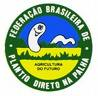 FEDERAÇÃO BRASILEIRA DE
PLANTIO DIRETO NA PALHA
AGRICULTURA
DO FUTURO